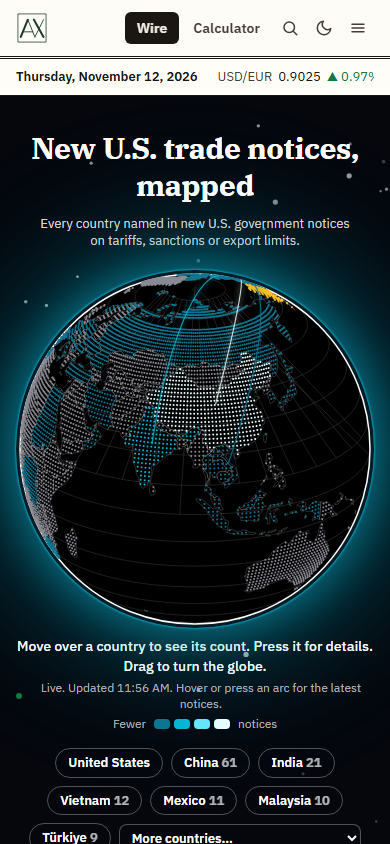 AX
Wire
Calculator
Thursday, November 12, 2026
USD/EUR 0.9025 ▲ 0.97%
New U.S. trade notices,
mapped
Every country named in new U.S. government notices
on tariffs, sanctions or export limits.
Move over a country to see its count. Press it for details.
Drag to turn the globe.
Live. Updated 11:56 AM. Hover or press an arc for the latest
notices.
Fewer notices
United States
China 61
India 21
Vietnam 12
Mexico 11
Malaysia 10
Türkiye 9
More countries...